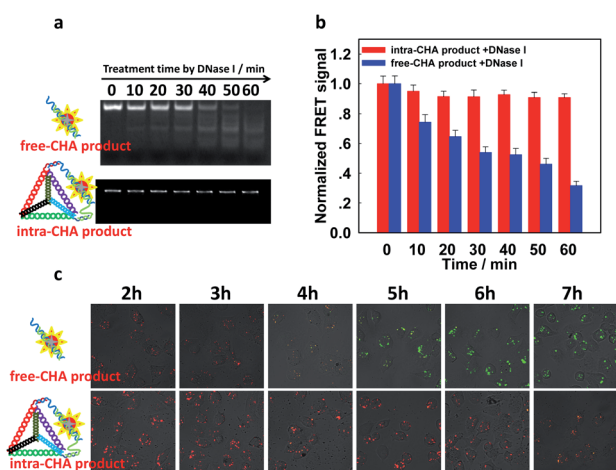 a
Treatment time by DNase I / min
0 10 20 30 40 50 60
free-CHA product
intra-CHA product
b
intra-CHA product +DNase I
free-CHA product +DNase I
Normalized FRET signal
1.2
1.0
.8
.6
.4
.2
0.0
0 10 20 30 40 50 60
Time / min
c
2h 3h 4h 5h 6h 7h
free-CHA product
intra-CHA product